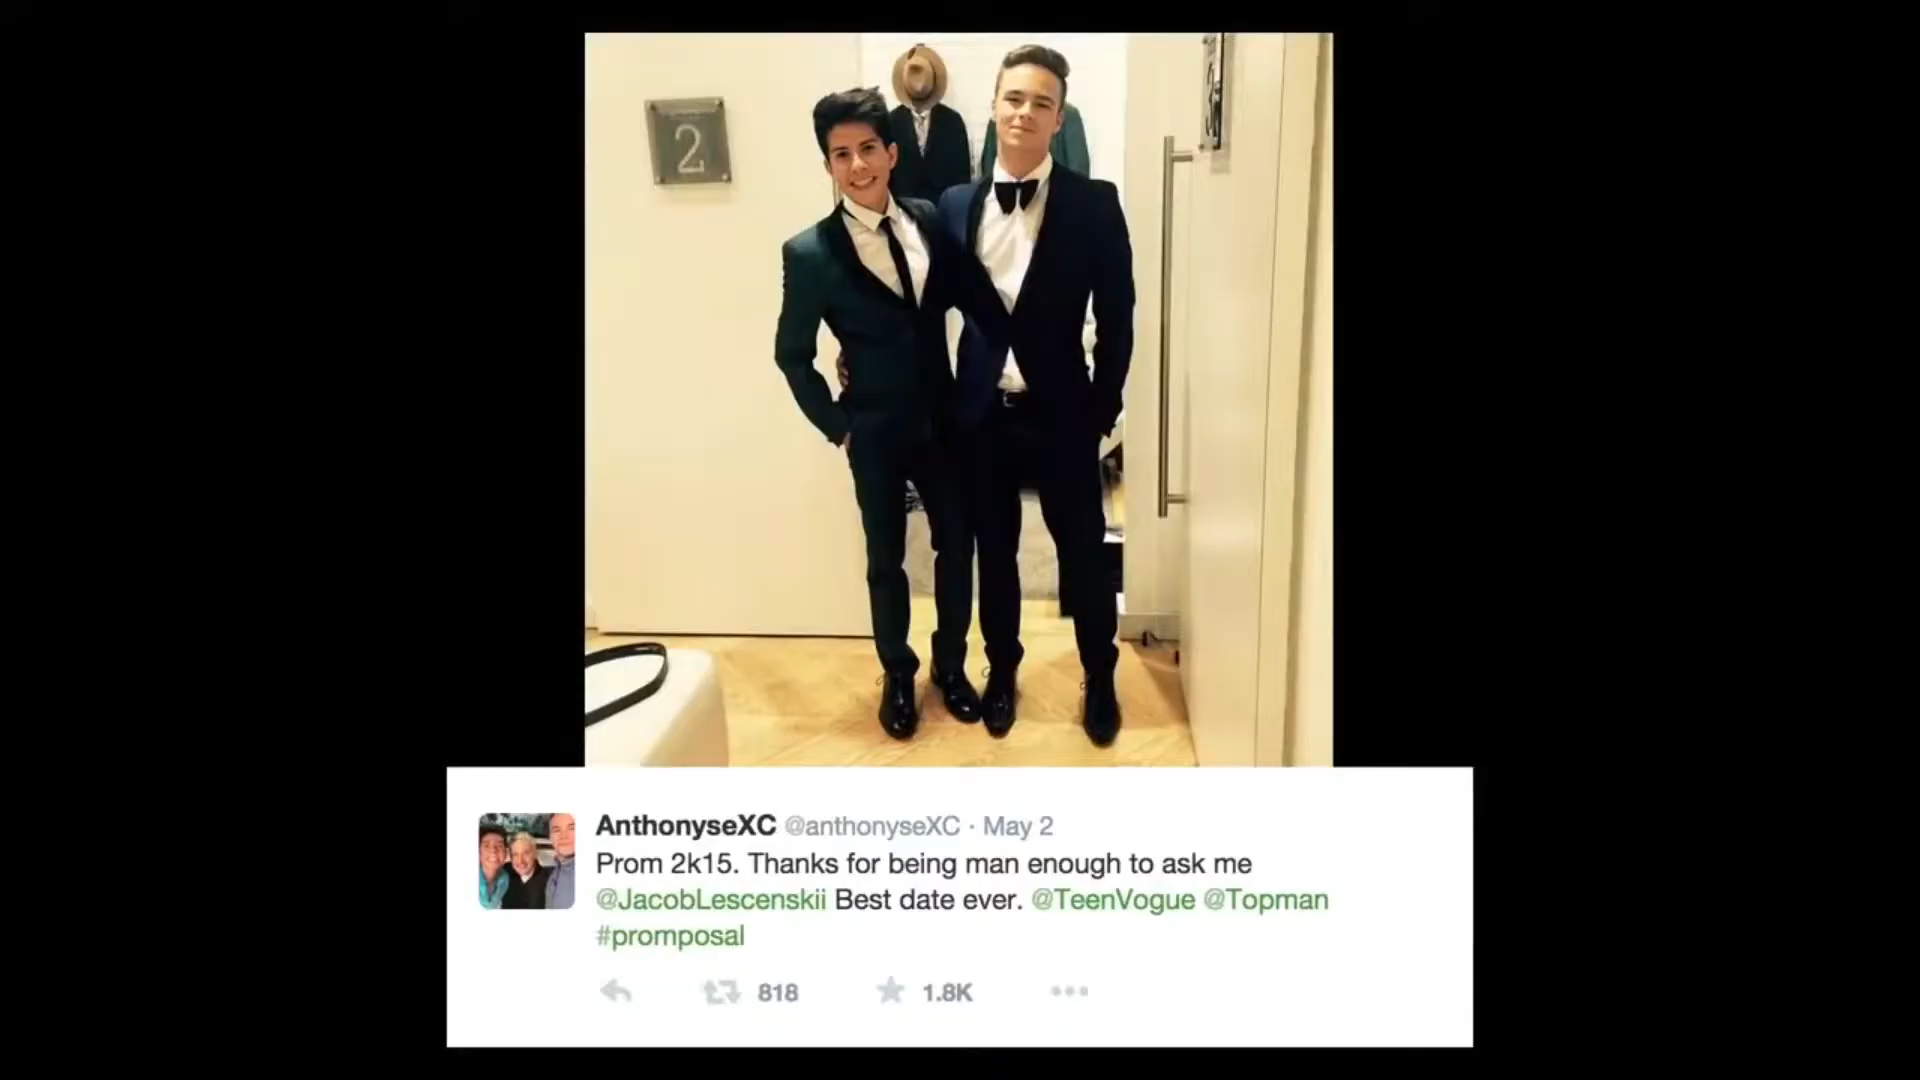 2
3
AnthonyseXC @anthonyseXC · May 2
Prom 2k15. Thanks for being man enough to ask me
@JacobLescenskii Best date ever. @TeenVogue @Topman
#promposal
818 1.8K